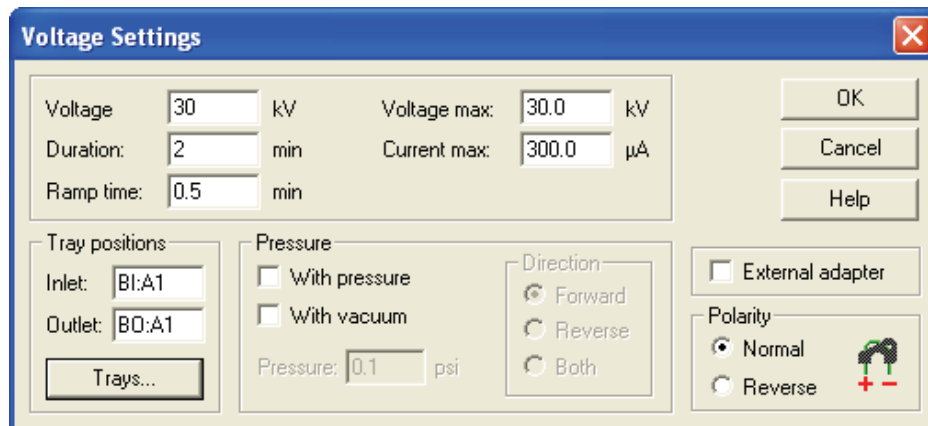 Voltage Settings
Voltage 30 kV Voltage max: 30.0 kV
Duration: 2 min Current max: 300.0 µA
Ramp time: 0.5 min
OK
Cancel
Help
Tray positions
Inlet: BI:A1
Outlet: BO:A1
Trays...
Pressure
With pressure
With vacuum
Pressure: 0.1 psi
Direction
Forward
Reverse
Both
External adapter
Polarity
Normal
Reverse
+ −